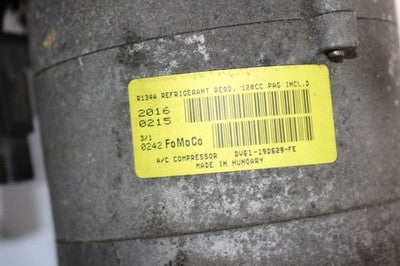 R134A REFRIGERANT REQD. 120CC PAG INCL.D
2016
0215
3/1
0242 FoMoCo
A/C COMPRESSOR DV61-19D629-FE
MADE IN HUNGARY